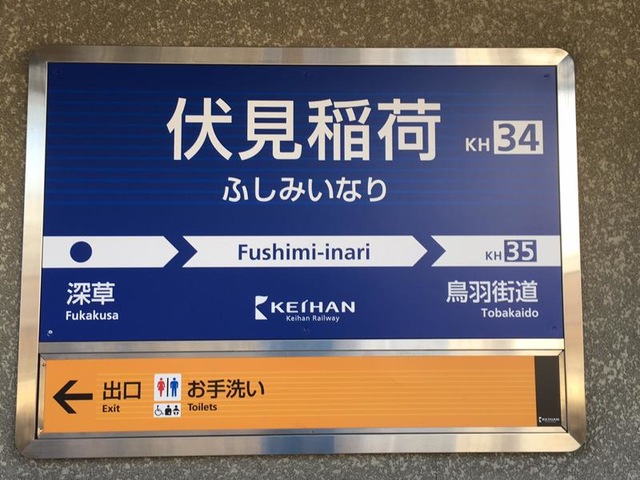 伏見稲荷 KH 34
ふしみいなり
Fushimi-inari KH 35
深草 鳥羽街道
Fukakusa Tobakaido
KEIHAN
Keihan Railway
出口 お手洗い
Exit Toilets
KEIHAN